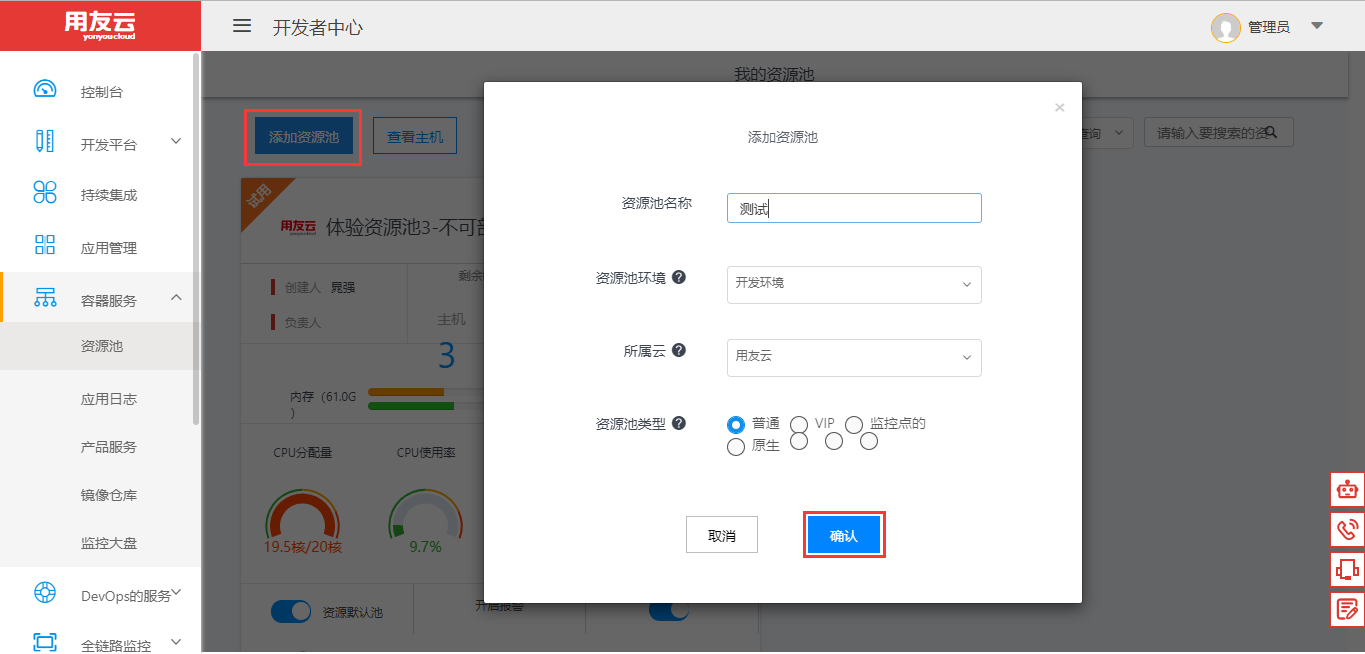 用友云
yonyoucloud
开发者中心
管理员
控制台
开发平台
持续集成
应用管理
容器服务
资源池
应用日志
产品服务
镜像仓库
监控大盘
DevOps的服务
全链路监控
我的资源池
添加资源池
查看主机
查询
请输入要搜索的资
试用
用友云
yonyoucloud
体验资源池3-不可部
创建人 晁强
负责人
剩余
主机
3
内存（61.0G
）
CPU分配量
CPU使用率
19.5核/20核
9.7%
资源默认池
开启报警
×
添加资源池
资源池名称
测试
资源池环境
开发环境
所属云
用友云
资源池类型
普通 VIP 监控点的
原生
取消
确认